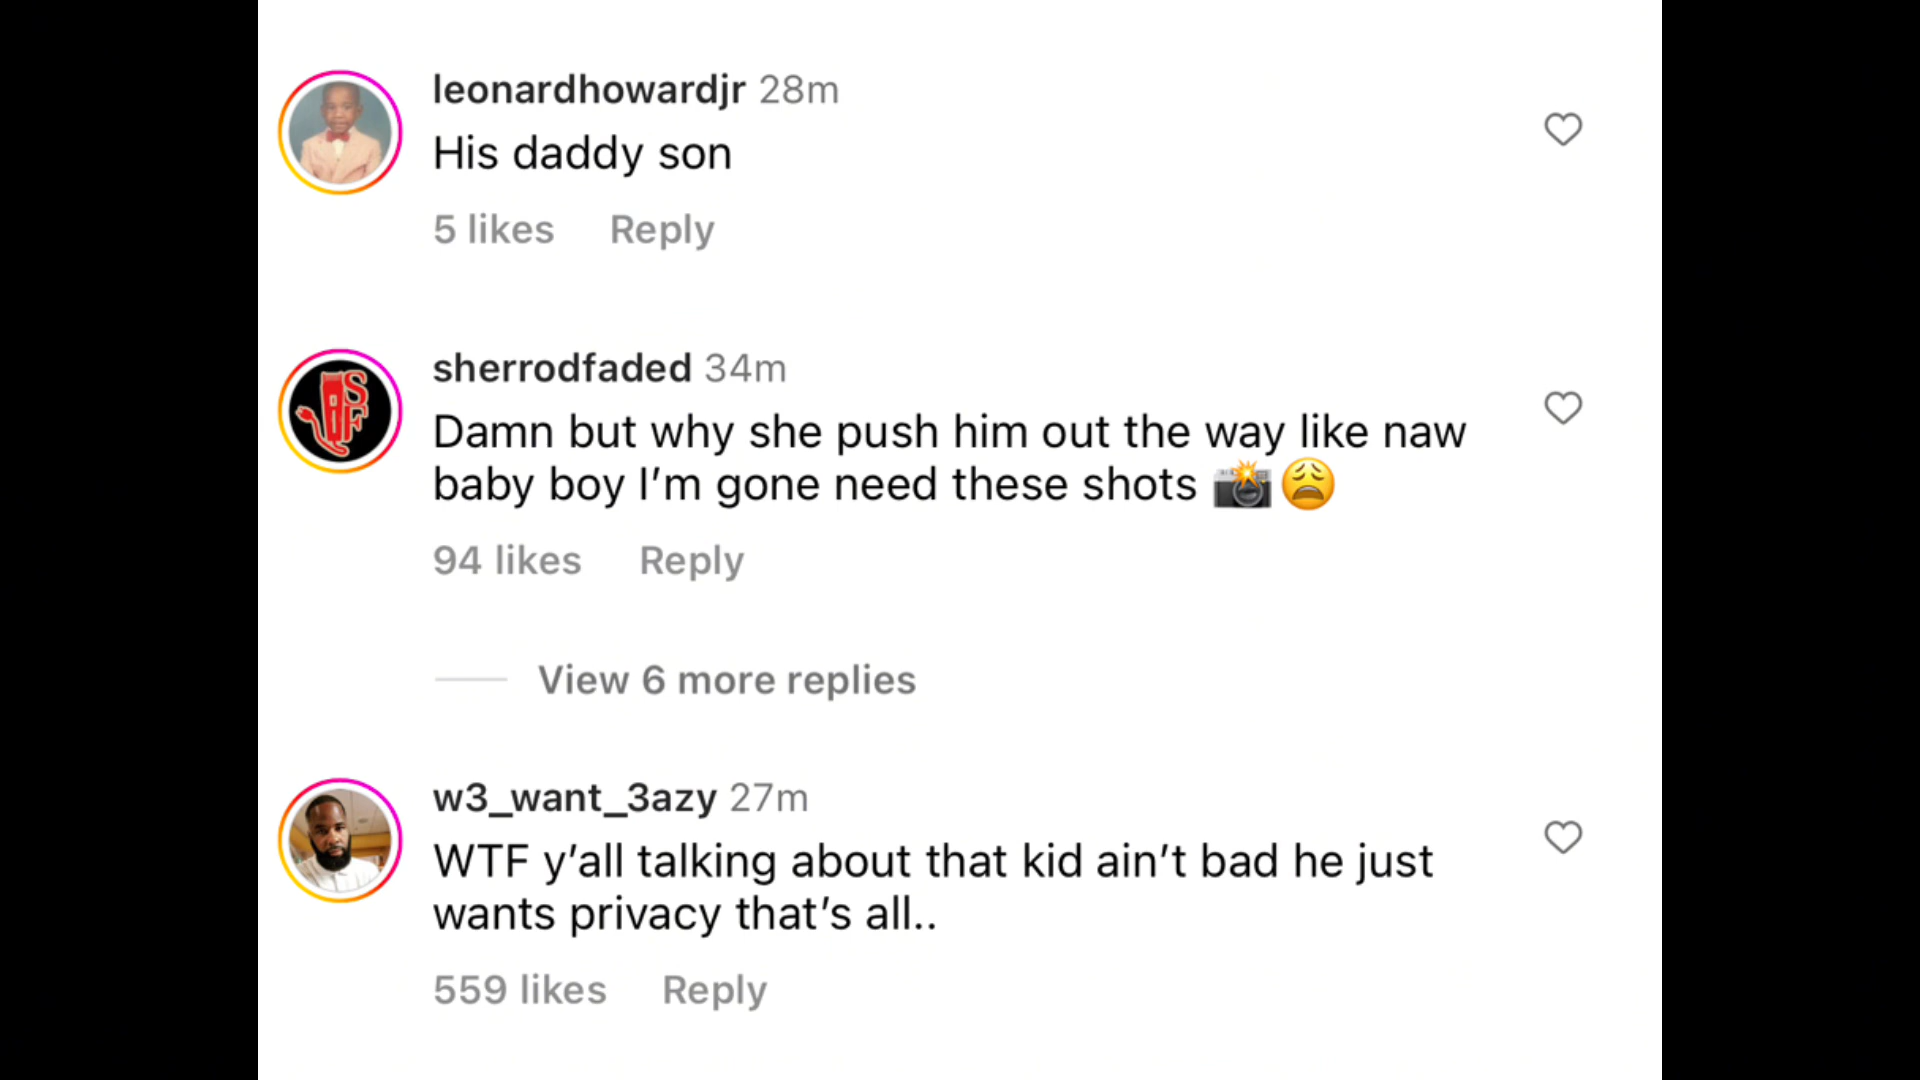 leonardhowardjr 28m
His daddy son
5 likes Reply
sherrodfaded 34m
SF
Damn but why she push him out the way like naw
baby boy I’m gone need these shots 📸😩
94 likes Reply
View 6 more replies
w3_want_3azy 27m
WTF y’all talking about that kid ain’t bad he just
wants privacy that’s all..
559 likes Reply